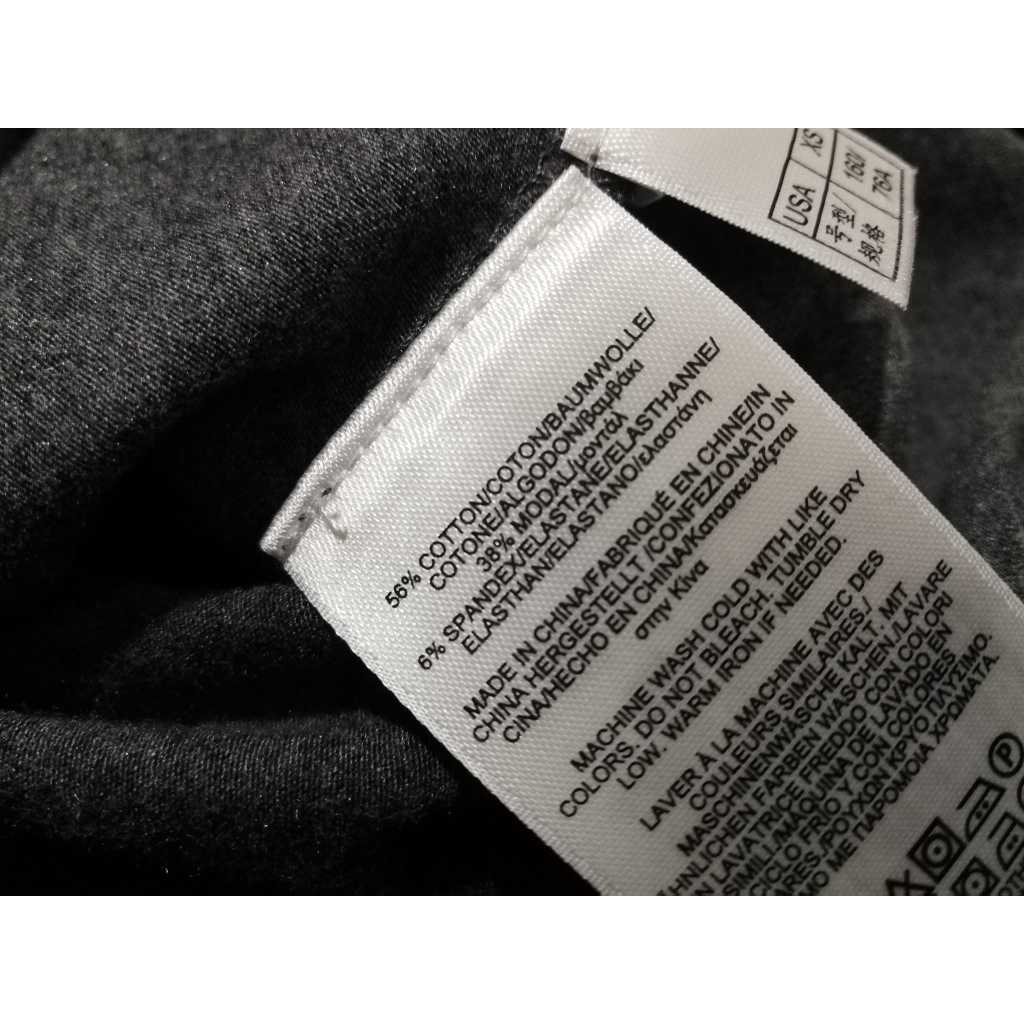 USA XS
号型/ 160/
规格 76A
56% COTTON/COTON/BAUMWOLLE/
COTONE/ALGODON/βαμβάκι
38% MODAL/μοντάλ
6% SPANDEX/ELASTANE/ELASTHANNE/
ELASTHAN/ELASTANO/ελαστάνη
MADE IN CHINA/FABRIQUÉ EN CHINE/IN
CHINA HERGESTELLT /CONFEZIONATO IN
CINA/HECHO EN CHINA/Κατασκευάζεται
στην Κίνα
MACHINE WASH COLD WITH LIKE
COLORS. DO NOT BLEACH. TUMBLE DRY
LOW. WARM IRON IF NEEDED.
LAVER À LA MACHINE AVEC DES
COULEURS SIMILAIRES./
MASCHINENWÄSCHE KALT. MIT
ÄHNLICHEN FARBEN WASCHEN./LAVARE
IN LAVATRICE FREDDO CON COLORI
SIMILI/MÁQUINA DE LAVADO EN
CICLO FRÍO Y CON COLORES
ΚΡΥΟ ΠΛΥΣΙΜΟ
ΜΕ ΠΑΡΟΜΟΙΑ ΧΡΩΜΑΤΑ.
P